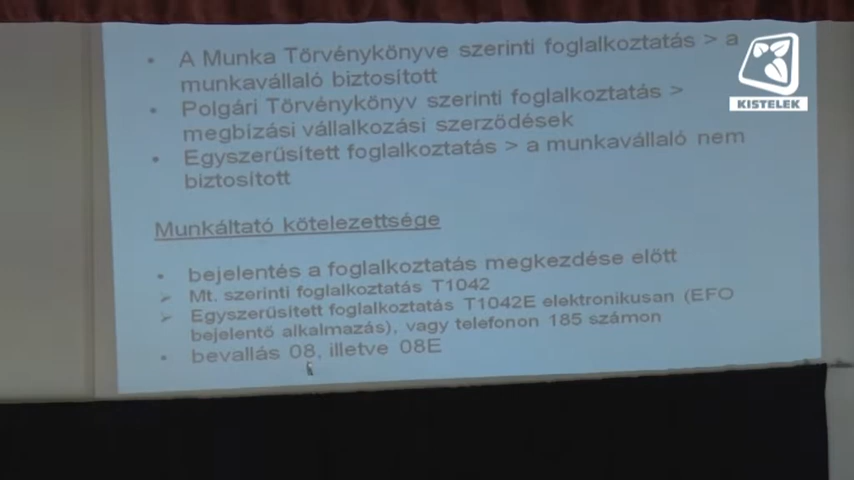 • A Munka Törvénykönyve szerinti foglalkoztatás > a
munkavállaló biztosított
• Polgári Törvénykönyv szerinti foglalkoztatás >
megbizási vállalkozási szerződések
• Egyszerűsített foglalkoztatás > a munkavállaló nem
biztosított
Munkáltató kötelezettsége
• bejelentés a foglalkoztatás megkezdése előtt
➢ Mt. szerinti foglalkoztatás T1042
➢ Egyszerűsített foglalkoztatás T1042E elektronikusan (EFO
bejelentő alkalmazás), vagy telefonon 185 számon
• bevallás 08, illetve 08E
KISTELEK